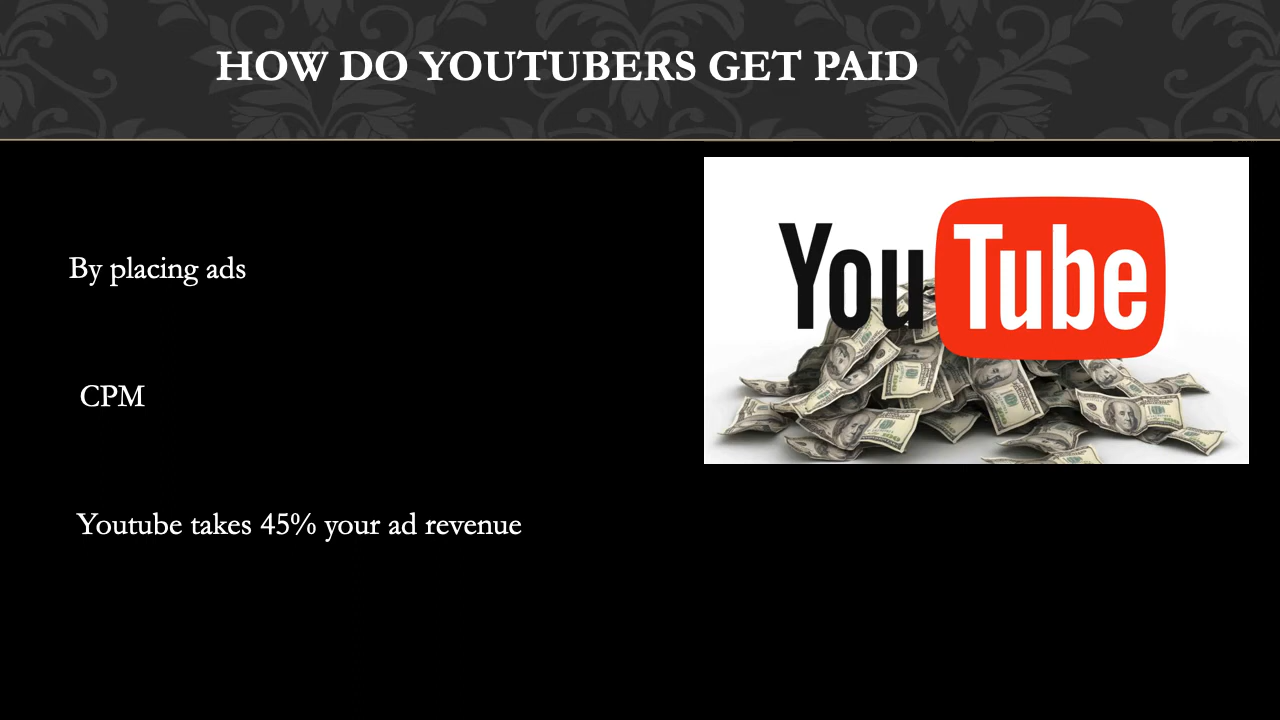 HOW DO YOUTUBERS GET PAID
By placing ads
CPM
Youtube takes 45% your ad revenue
YouTube